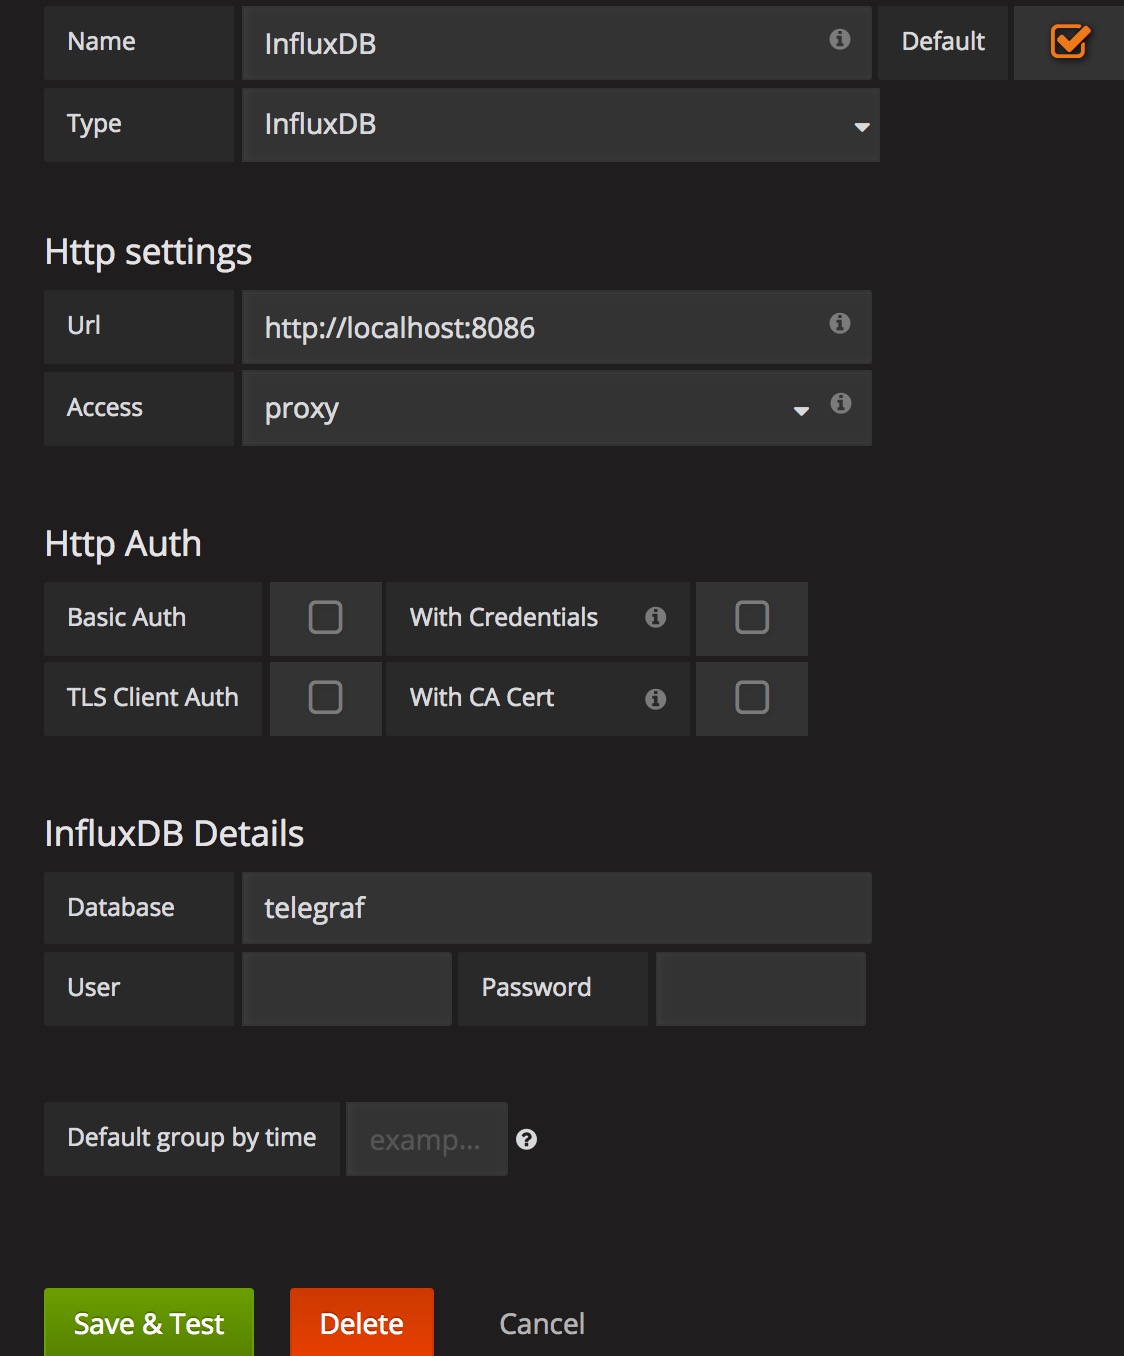 Name InfluxDB Default
Type InfluxDB
Http settings
Url http://localhost:8086
Access proxy
Http Auth
Basic Auth With Credentials
TLS Client Auth With CA Cert
InfluxDB Details
Database telegraf
User Password
Default group by time examp...
Save & Test Delete Cancel